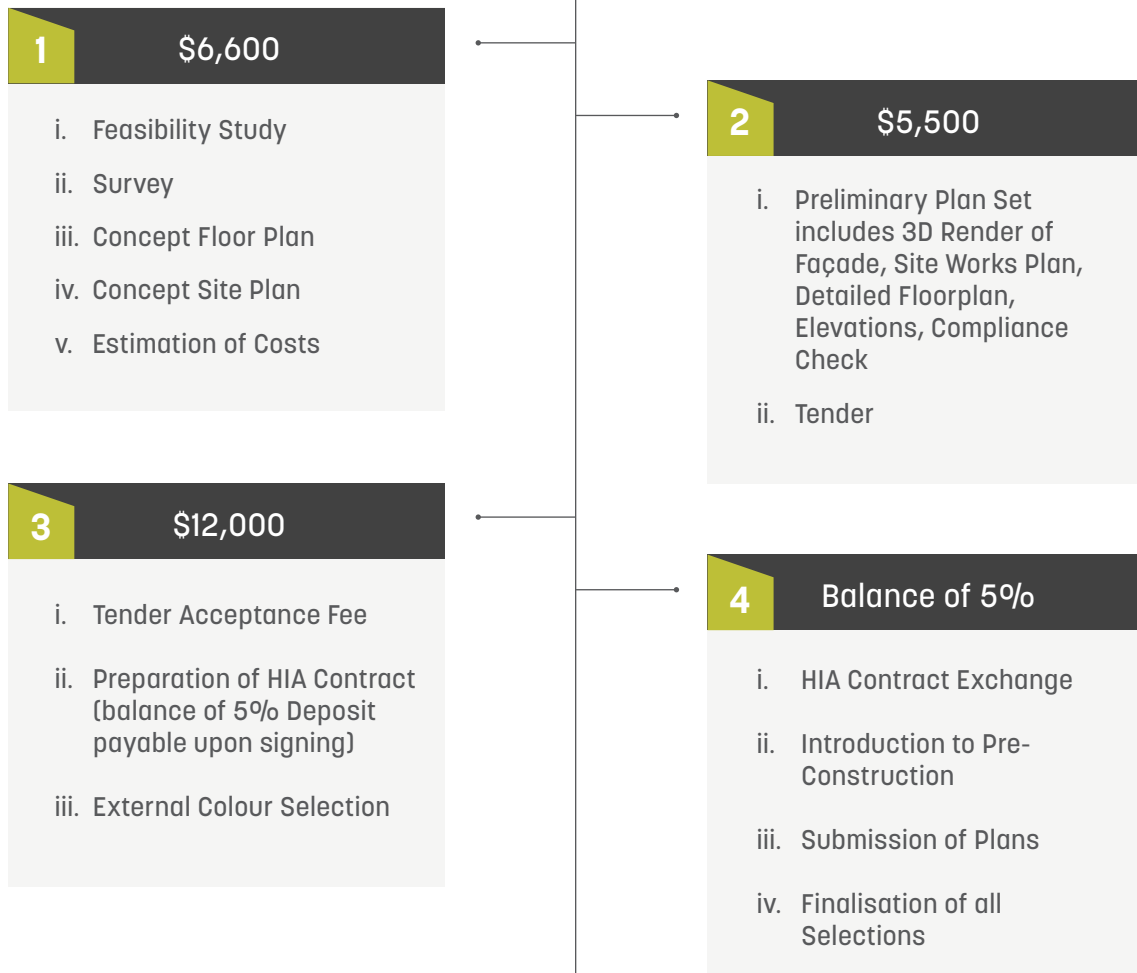 1
$6,600
i. Feasibility Study
ii. Survey
iii. Concept Floor Plan
iv. Concept Site Plan
v. Estimation of Costs
2
$5,500
i. Preliminary Plan Set
includes 3D Render of
Façade, Site Works Plan,
Detailed Floorplan,
Elevations, Compliance
Check
ii. Tender
3
$12,000
i. Tender Acceptance Fee
ii. Preparation of HIA Contract
(balance of 5% Deposit
payable upon signing)
iii. External Colour Selection
4
Balance of 5%
i. HIA Contract Exchange
ii. Introduction to Pre-
Construction
iii. Submission of Plans
iv. Finalisation of all
Selections